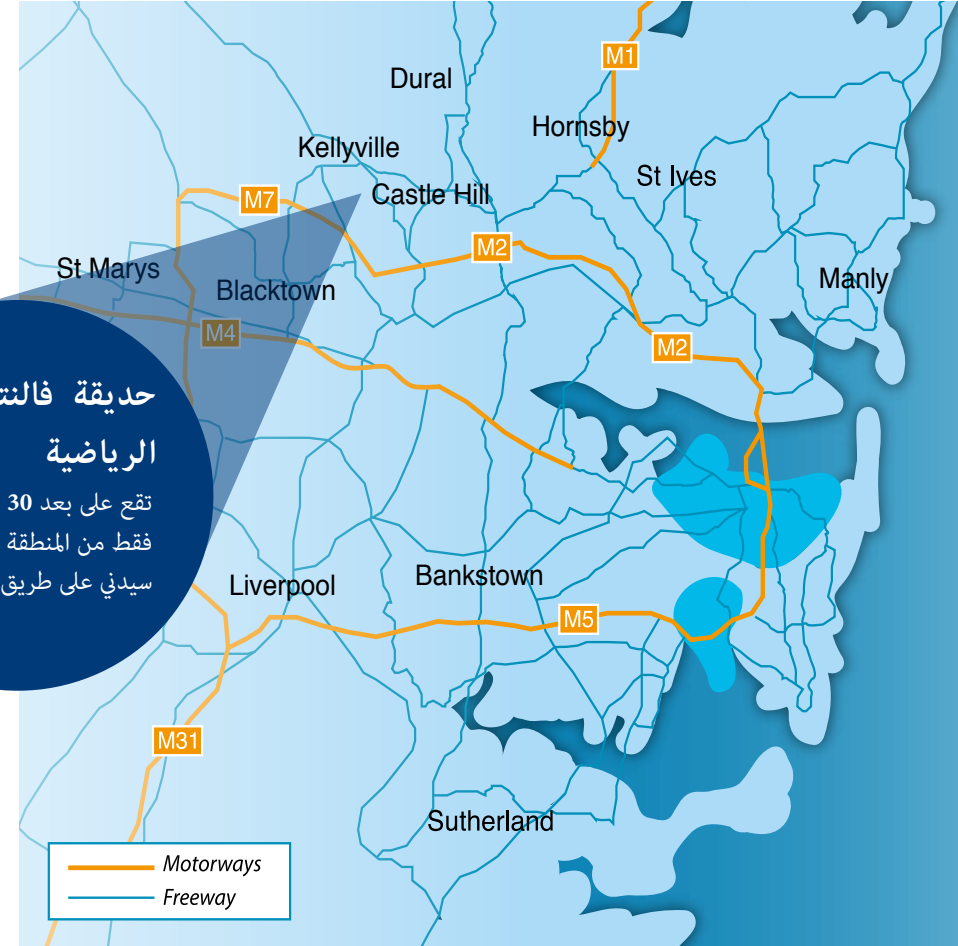 M1
Dural
Hornsby
Kellyville
St Ives
M7
Castle Hill
M2
St Marys
Manly
Blacktown
M4
M2
حديقة
الرياضية
تقع على بعد 30
فقط من المنطقة
سيدني على طريق
Liverpool
Bankstown
M5
M31
Sutherland
Motorways
Freeway